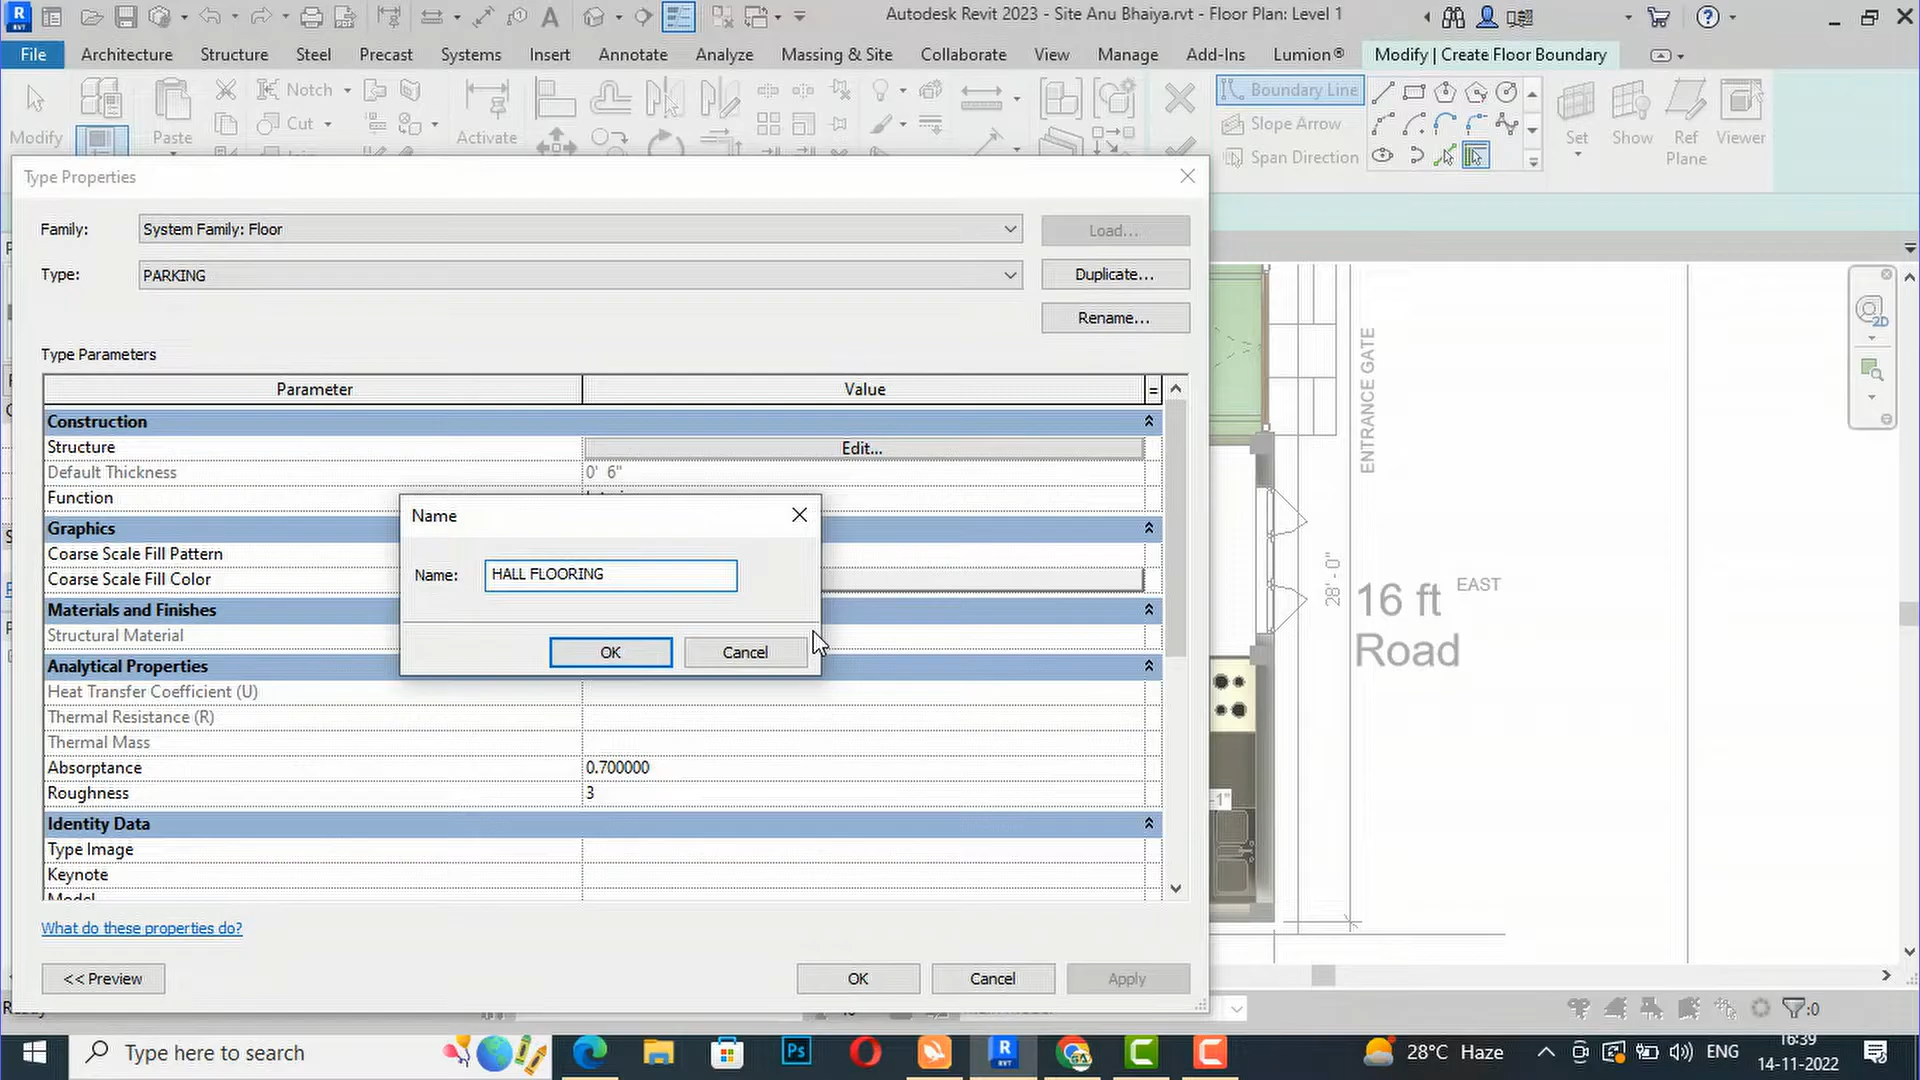 Autodesk Revit 2023 - Site Anu Bhaiya.rvt - Floor Plan: Level 1
File Architecture Structure Steel Precast Systems Insert Annotate Analyze Massing & Site Collaborate View Manage Add-Ins Lumion® Modify | Create Floor Boundary
Modify Paste Notch Cut Activate
Boundary Line
Slope Arrow
Span Direction
Set Show Ref Plane Viewer
Type Properties
Family: System Family: Floor Load...
Type: PARKING Duplicate...
Rename...
Type Parameters
Parameter Value =
Construction
Structure Edit...
Default Thickness 0' 6"
Function
Graphics
Coarse Scale Fill Pattern
Coarse Scale Fill Color
Materials and Finishes
Structural Material
Analytical Properties
Heat Transfer Coefficient (U)
Thermal Resistance (R)
Thermal Mass
Absorptance 0.700000
Roughness 3
Identity Data
Type Image
Keynote
Model
Name
Name: HALL FLOORING
OK Cancel
What do these properties do?
<< Preview OK Cancel Apply
ENTRANCE GATE
28' - 0"
EAST
16 ft
Road
-1"
2D
:0
Type here to search
Ps
R
RVT
28°C Haze
ENG
16:39
14-11-2022